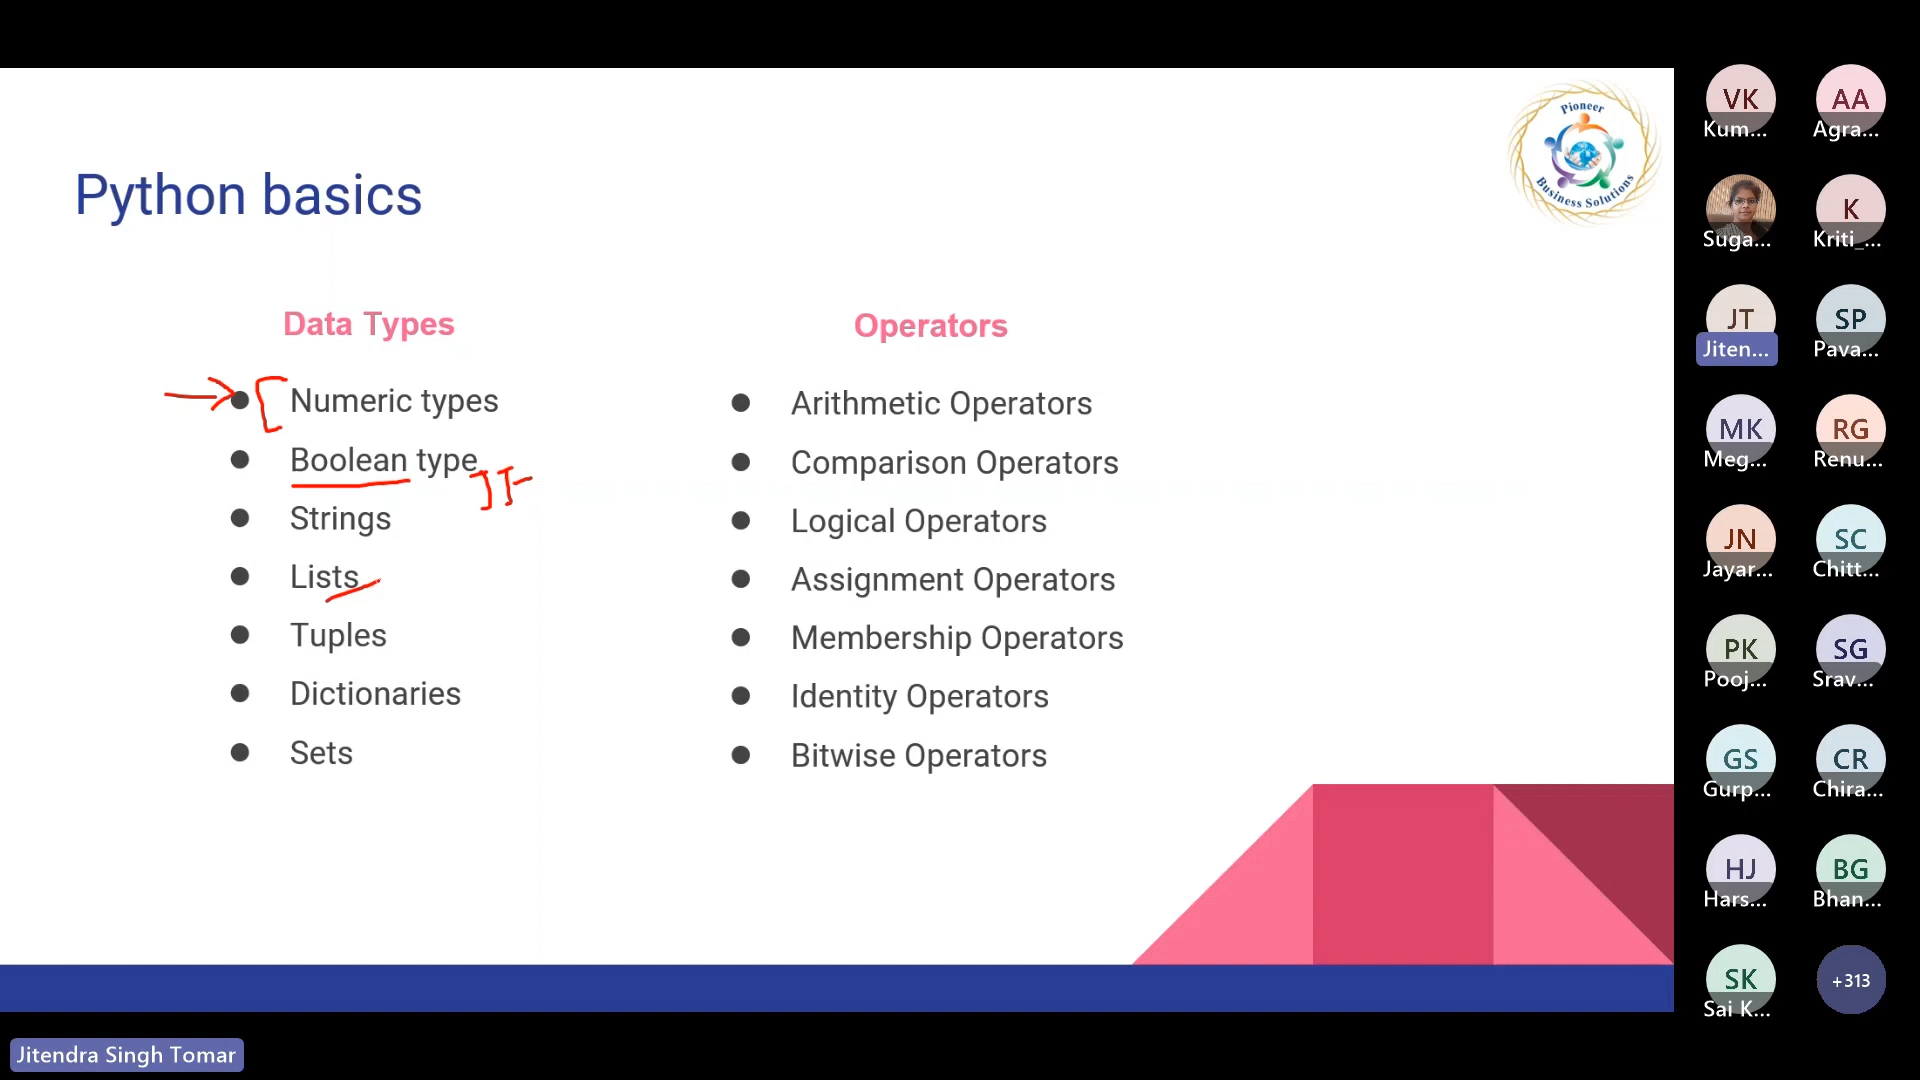 Pioneer
Business Solutions
Python basics
Data Types
Numeric types
Boolean type
Strings
Lists
Tuples
Dictionaries
Sets
Operators
Arithmetic Operators
Comparison Operators
Logical Operators
Assignment Operators
Membership Operators
Identity Operators
Bitwise Operators
VK
Kum...
AA
Agra...
Suga...
K
Kriti_...
JT
Jiten...
SP
Pava...
MK
Meg...
RG
Renu...
JN
Jayar...
SC
Chitt...
PK
Pooj...
SG
Srav...
GS
Gurp...
CR
Chira...
HJ
Hars...
BG
Bhan...
SK
Sai K...
+313
Jitendra Singh Tomar